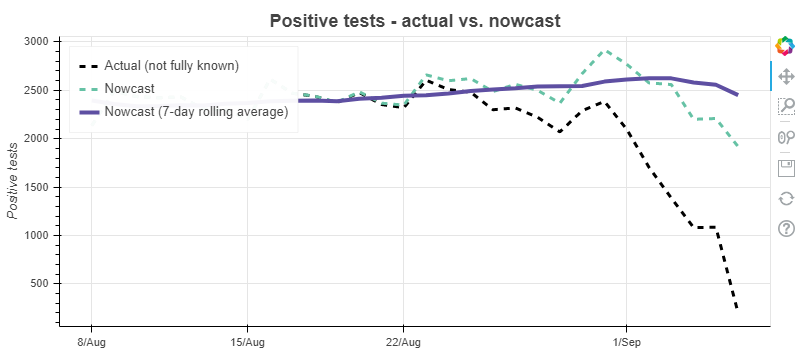 Positive tests - actual vs. nowcast
3000
2500
2000
1500
1000
500
Positive tests
Actual (not fully known)
Nowcast
Nowcast (7-day rolling average)
8/Aug
15/Aug
22/Aug
1/Sep